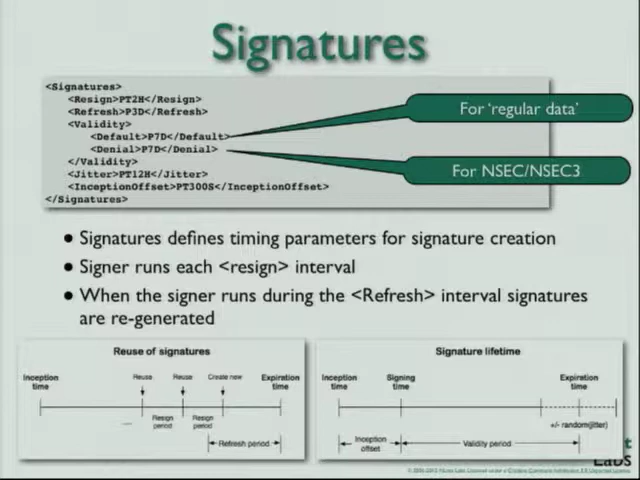 Signatures
<Signatures>
<Resign>PT2H</Resign>
<Refresh>P3D</Refresh>
<Validity>
<Default>P7D</Default>
<Denial>P7D</Denial>
</Validity>
<Jitter>PT12H</Jitter>
<InceptionOffset>PT300S</InceptionOffset>
</Signatures>
For 'regular data'
For NSEC/NSEC3
• Signatures defines timing parameters for signature creation
• Signer runs each <resign> interval
• When the signer runs during the <Refresh> interval signatures
are re-generated
Reuse of signatures
Inception
time
Reuse
Reuse
Create new
Expiration
time
Resign
period
Resign
period
Refresh period
Signature lifetime
Inception
time
Signing
time
Expiration
time
+/- random(jitter)
Inception
offset
Validity period
Labs